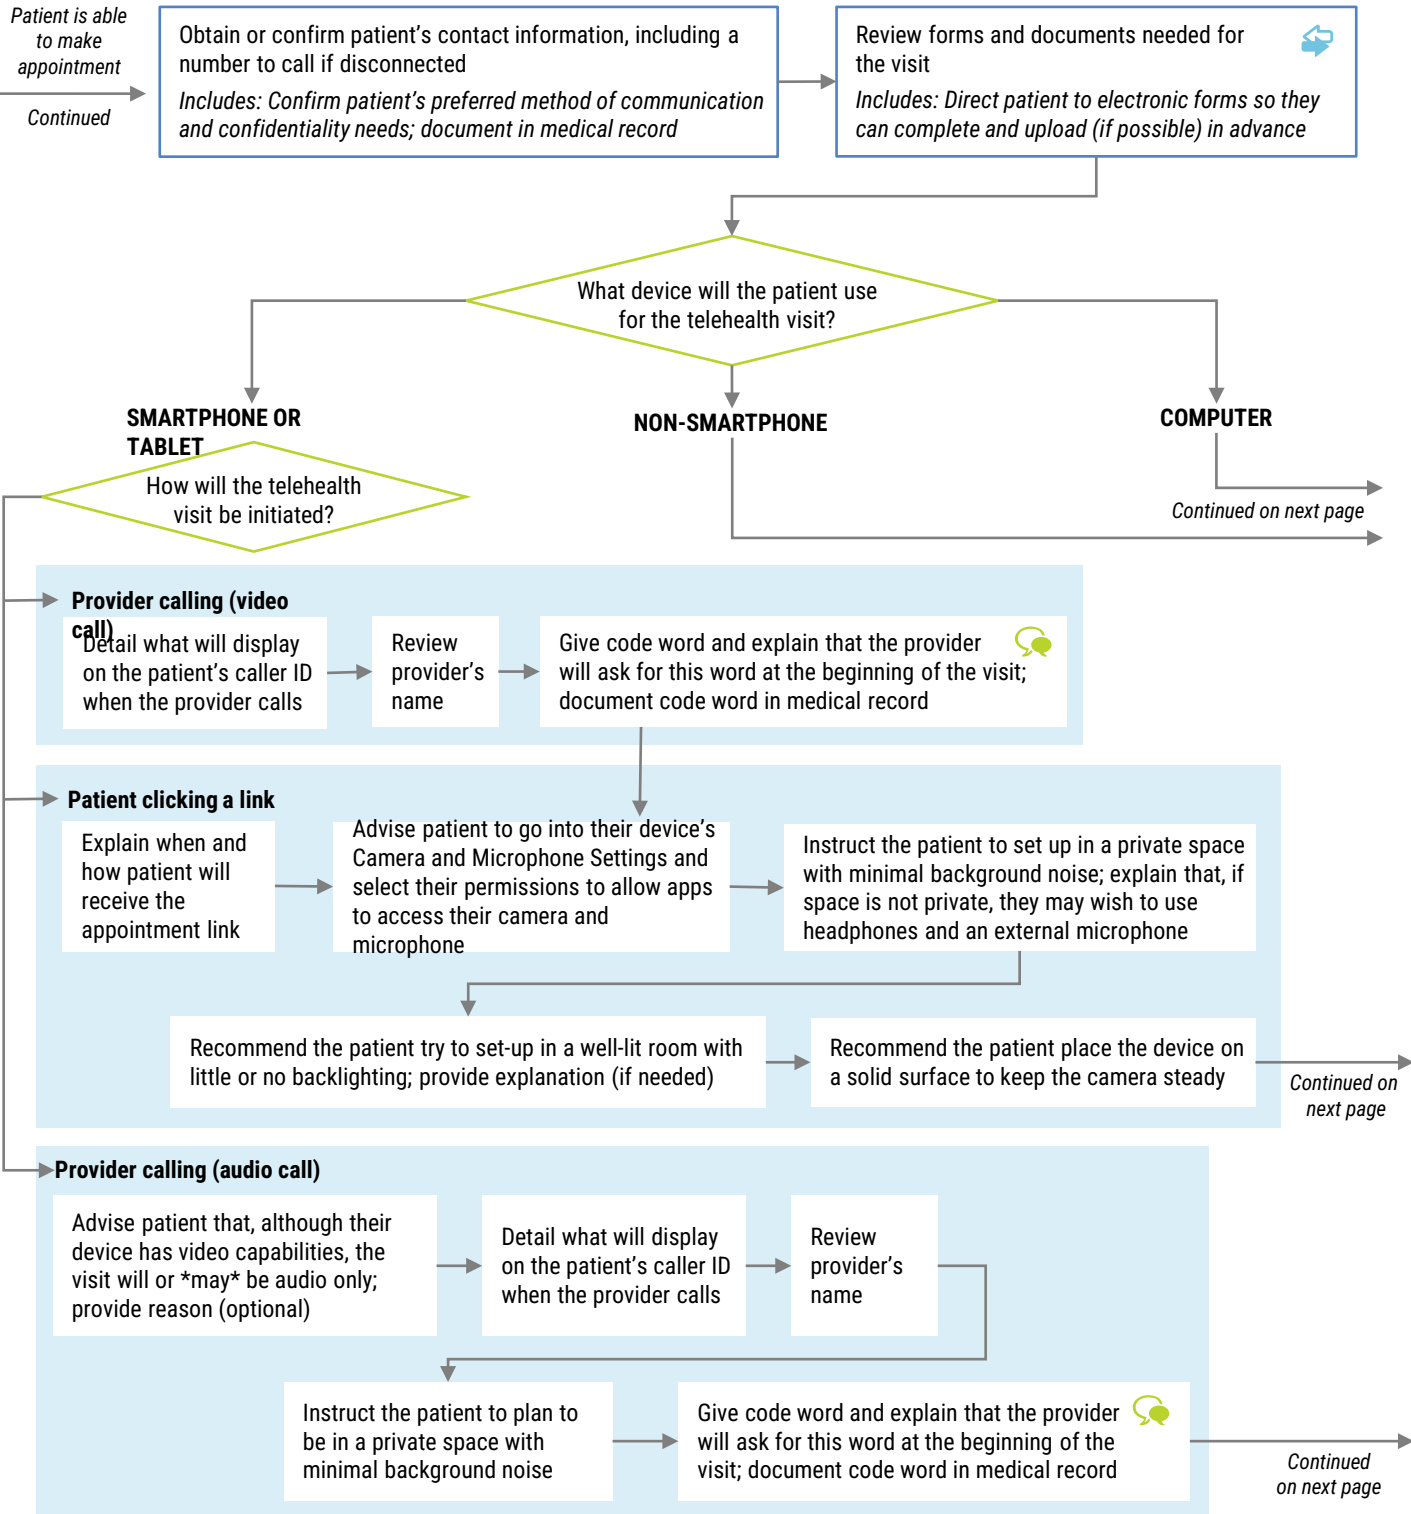 Patient is able
to make
appointment
Continued
Obtain or confirm patient's contact information, including a
number to call if disconnected
Includes: Confirm patient's preferred method of communication
and confidentiality needs; document in medical record
Review forms and documents needed for
the visit
Includes: Direct patient to electronic forms so they
can complete and upload (if possible) in advance
What device will the patient use
for the telehealth visit?
SMARTPHONE OR
TABLET
NON-SMARTPHONE
COMPUTER
How will the telehealth
visit be initiated?
Continued on next page
Provider calling (video
call)
Detail what will display
on the patient's caller ID
when the provider calls
Review
provider's
name
Give code word and explain that the provider
will ask for this word at the beginning of the visit;
document code word in medical record
Patient clicking a link
Explain when and
how patient will
receive the
appointment link
Advise patient to go into their device's
Camera and Microphone Settings and
select their permissions to allow apps
to access their camera and
microphone
Instruct the patient to set up in a private space
with minimal background noise; explain that, if
space is not private, they may wish to use
headphones and an external microphone
Recommend the patient try to set-up in a well-lit room with
little or no backlighting; provide explanation (if needed)
Recommend the patient place the device on
a solid surface to keep the camera steady
Continued on
next page
Provider calling (audio call)
Advise patient that, although their
device has video capabilities, the
visit will or *may* be audio only;
provide reason (optional)
Detail what will display
on the patient's caller ID
when the provider calls
Review
provider's
name
Instruct the patient to plan to
be in a private space with
minimal background noise
Give code word and explain that the provider
will ask for this word at the beginning of the
visit; document code word in medical record
Continued
on next page